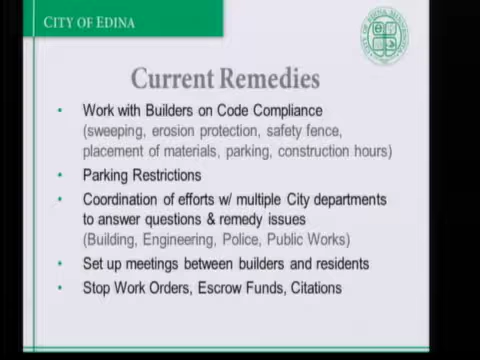 CITY OF EDINA
Current Remedies
• Work with Builders on Code Compliance
(sweeping, erosion protection, safety fence,
placement of materials, parking, construction hours)
• Parking Restrictions
• Coordination of efforts w/ multiple City departments
to answer questions & remedy issues
(Building, Engineering, Police, Public Works)
• Set up meetings between builders and residents
• Stop Work Orders, Escrow Funds, Citations